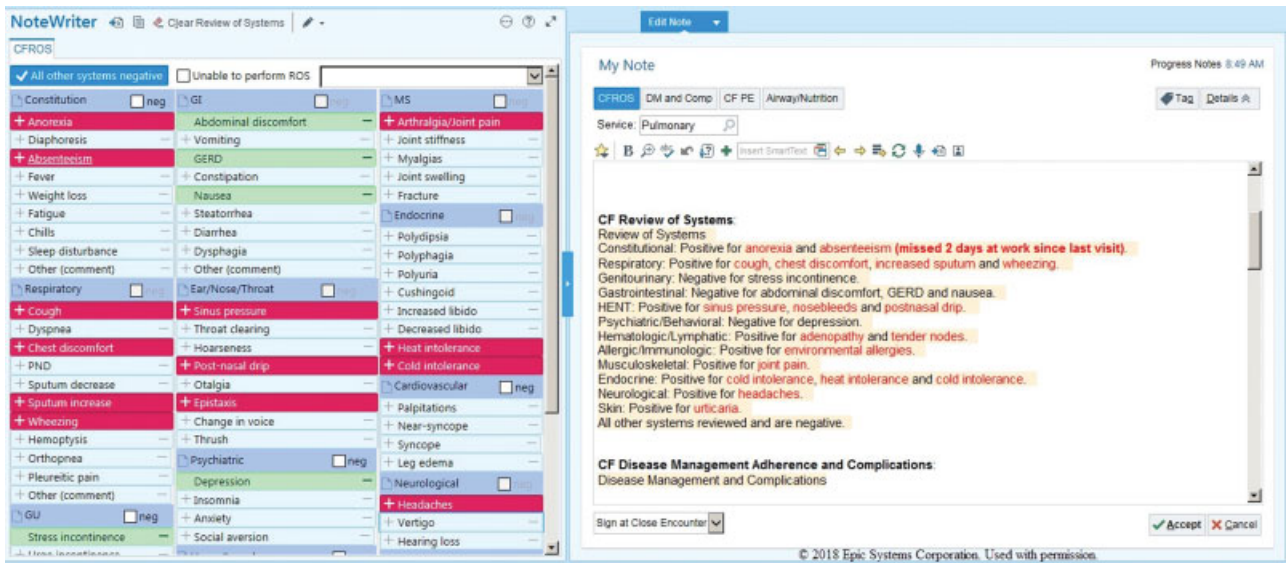 NoteWriter Clear Review of Systems
CFROS
All other systems negative Unable to perform ROS
Constitution neg GI neg MS neg
+ Anorexia Abdominal discomfort − + Arthralgia/Joint pain
+ Diaphoresis − + Vomiting − + Joint stiffness −
+ Absenteeism GERD − + Myalgias −
+ Fever − + Constipation − + Joint swelling −
+ Weight loss − Nausea − + Fracture −
+ Fatigue − + Steatorrhea − Endocrine
+ Chills − + Diarrhea − + Polydipsia −
+ Sleep disturbance − + Dysphagia − + Polyphagia −
+ Other (comment) − + Other (comment) − + Polyuria −
Respiratory neg Ear/Nose/Throat neg + Cushingoid −
+ Cough + Sinus pressure + Increased libido −
+ Dyspnea − + Throat clearing − + Decreased libido −
+ Chest discomfort + Hoarseness − + Heat intolerance
+ PND − + Post-nasal drip + Cold intolerance
+ Sputum decrease − + Otalgia − Cardiovascular neg
+ Sputum increase + Epistaxis + Palpitations −
+ Wheezing + Change in voice − + Near-syncope −
+ Hemoptysis − + Thrush − + Syncope −
+ Orthopnea − Psychiatric neg + Leg edema −
+ Pleureitic pain − Depression − Neurological
+ Other (comment) − + Insomnia − + Headaches
GU neg + Anxiety − + Vertigo −
Stress incontinence − + Social aversion − + Hearing loss −
Edit Note
My Note Progress Notes 8:49 AM
CFROS DM and Comp CF PE Airway/Nutrition Tag Details
Service: Pulmonary
B Insert SmartText
CF Review of Systems:
Review of Systems
Constitutional: Positive for anorexia and absenteeism (missed 2 days at work since last visit).
Respiratory: Positive for cough, chest discomfort, increased sputum and wheezing.
Genitourinary: Negative for stress incontinence.
Gastrointestinal: Negative for abdominal discomfort, GERD and nausea.
HENT: Positive for sinus pressure, nosebleeds and postnasal drip.
Psychiatric/Behavioral: Negative for depression.
Hematologic/Lymphatic: Positive for adenopathy and tender nodes.
Allergic/Immunologic: Positive for environmental allergies.
Musculoskeletal: Positive for joint pain.
Endocrine: Positive for cold intolerance, heat intolerance and cold intolerance.
Neurological: Positive for headaches.
Skin: Positive for urticaria.
All other systems reviewed and are negative.
CF Disease Management Adherence and Complications:
Disease Management and Complications
Sign at Close Encounter Accept Cancel
© 2018 Epic Systems Corporation. Used with permission.